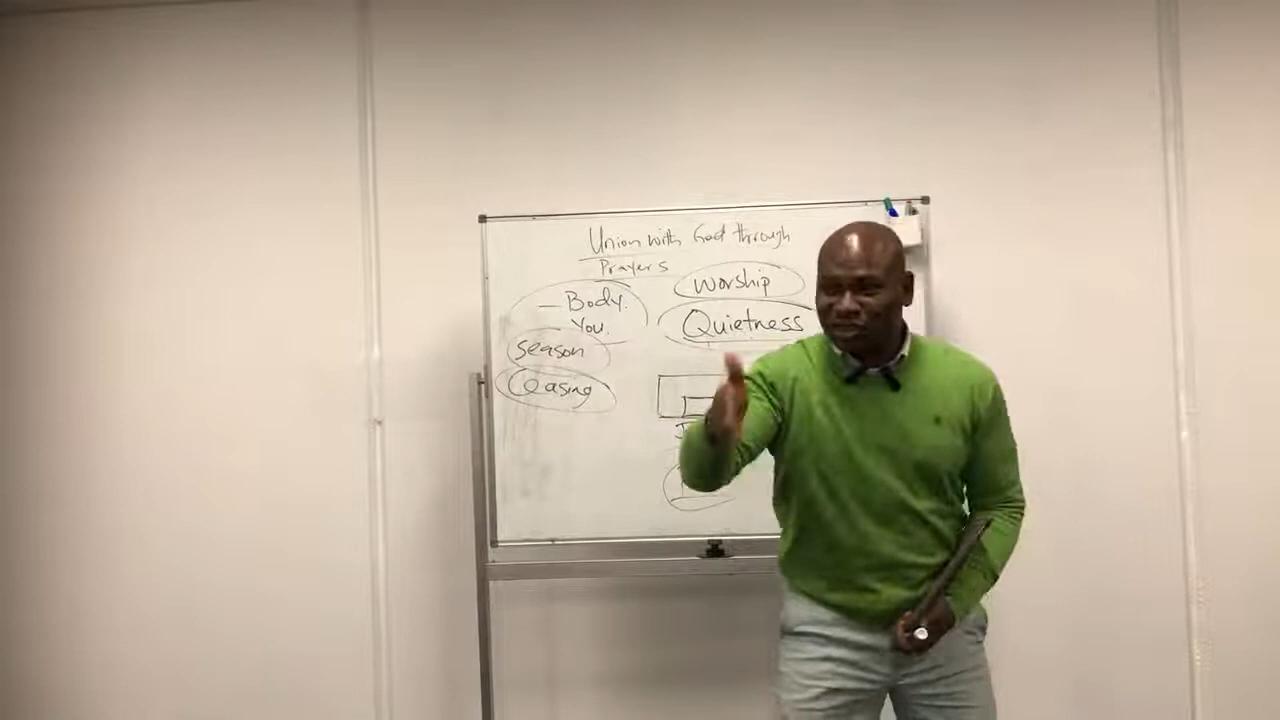 Union with God through
Prayers
— Body.
You.
season
Ceasing
Worship
Quietness